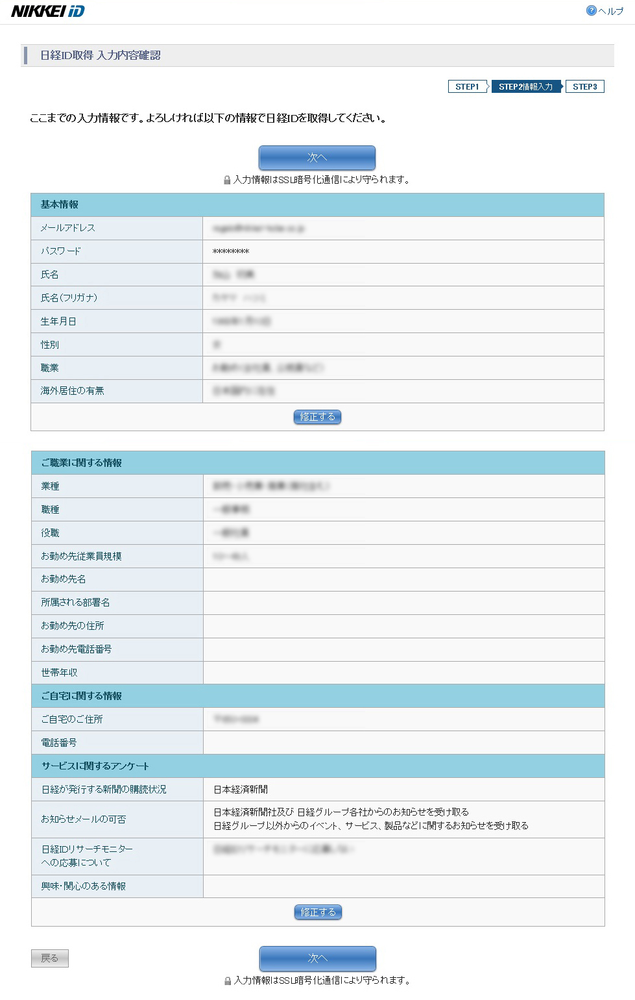 NIKKEI iD
ヘルプ
日経ID取得 入力内容確認
STEP1 STEP2情報入力 STEP3
ここまでの入力情報です。よろしければ以下の情報で日経IDを取得してください。
次へ
入力情報はSSL暗号化通信により守られます。
基本情報
メールアドレス
パスワード ********
氏名
氏名(フリガナ)
生年月日
性別
職業
海外居住の有無
修正する
ご職業に関する情報
業種
職種
役職
お勤め先従業員規模
お勤め先名
所属される部署名
お勤め先の住所
お勤め先電話番号
世帯年収
ご自宅に関する情報
ご自宅のご住所
電話番号
サービスに関するアンケート
日経が発行する新聞の購読状況 日本経済新聞
お知らせメールの可否
日本経済新聞社及び 日経グループ各社からのお知らせを受け取る
日経グループ以外からのイベント、サービス、製品などに関するお知らせを受け取る
日経IDリサーチモニター
への応募について
興味・関心のある情報
修正する
戻る
次へ
入力情報はSSL暗号化通信により守られます。